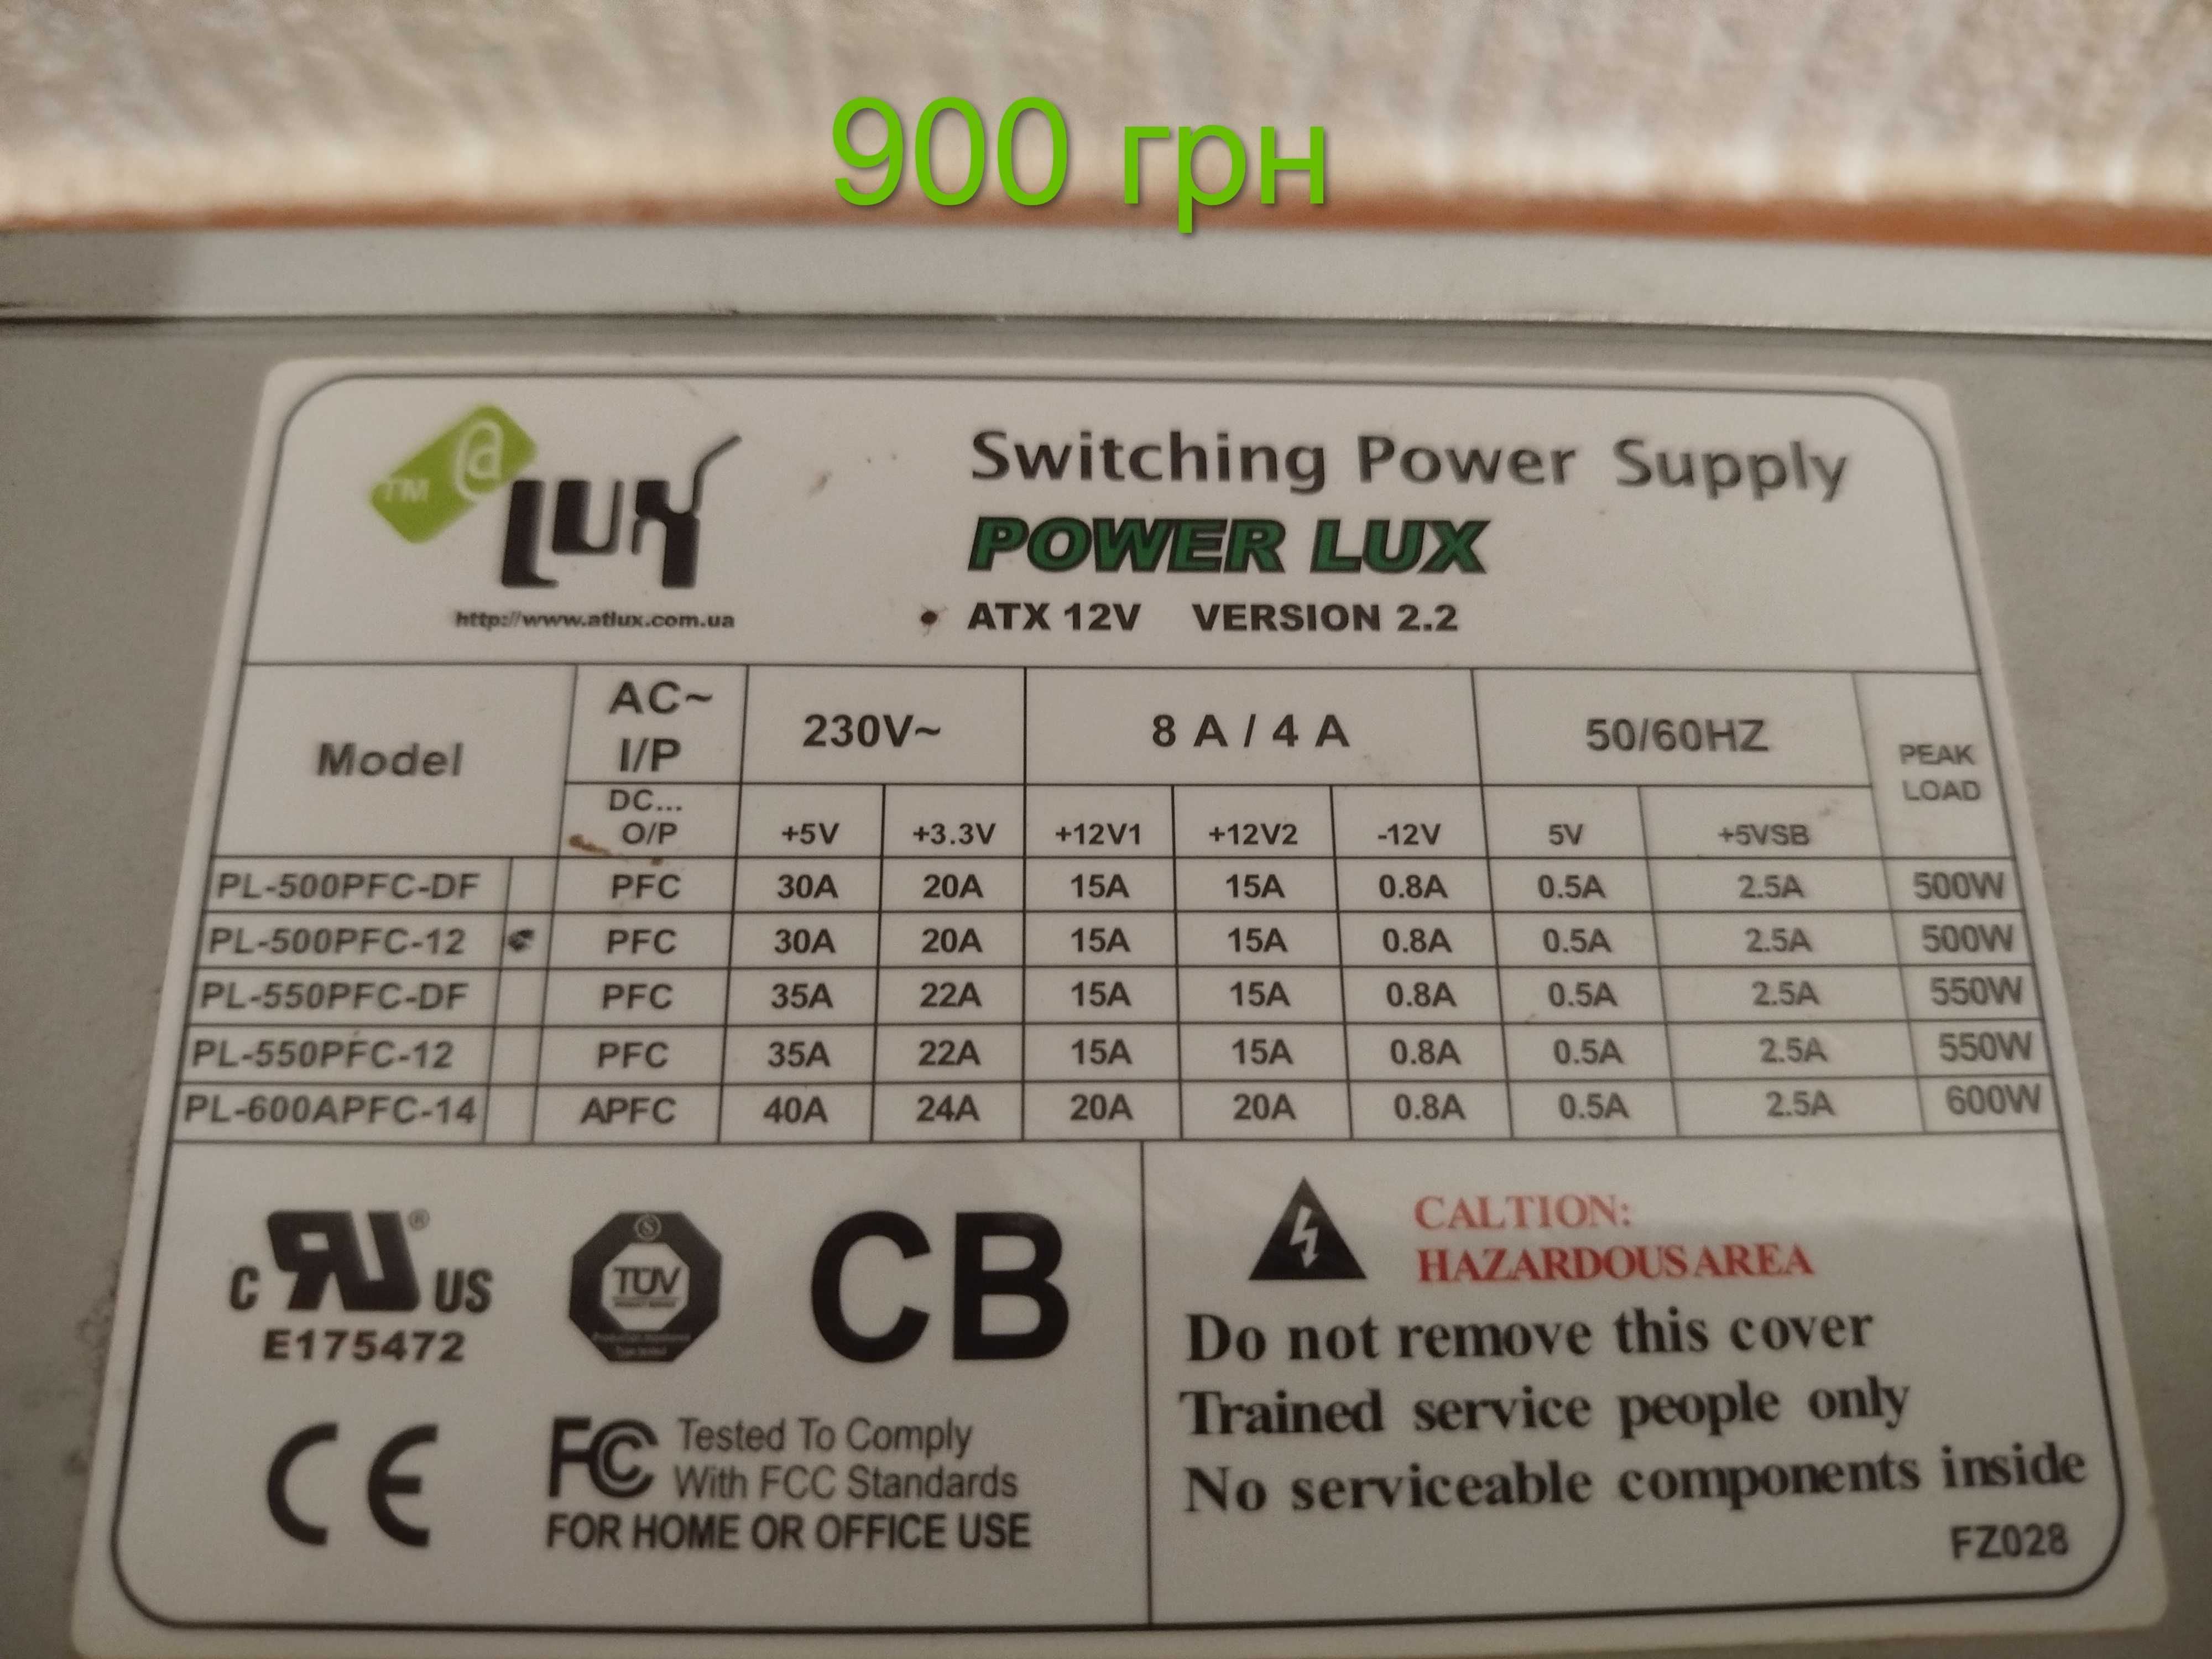 900 грн
TM @LUX
http://www.atlux.com.ua
Switching Power Supply
POWER LUX
ATX 12V VERSION 2.2
Model AC~ I/P 230V~ 8 A / 4 A 50/60HZ PEAK LOAD
DC... O/P +5V +3.3V +12V1 +12V2 -12V 5V +5VSB
PL-500PFC-DF PFC 30A 20A 15A 15A 0.8A 0.5A 2.5A 500W
PL-500PFC-12 PFC 30A 20A 15A 15A 0.8A 0.5A 2.5A 500W
PL-550PFC-DF PFC 35A 22A 15A 15A 0.8A 0.5A 2.5A 550W
PL-550PFC-12 PFC 35A 22A 15A 15A 0.8A 0.5A 2.5A 550W
PL-600APFC-14 APFC 40A 24A 20A 20A 0.8A 0.5A 2.5A 600W
C RU ® US
E175472
S
TÜV
CB
CE
FC Tested To Comply
With FCC Standards
FOR HOME OR OFFICE USE
CALTION:
HAZARDOUS AREA
Do not remove this cover
Trained service people only
No serviceable components inside
FZ028